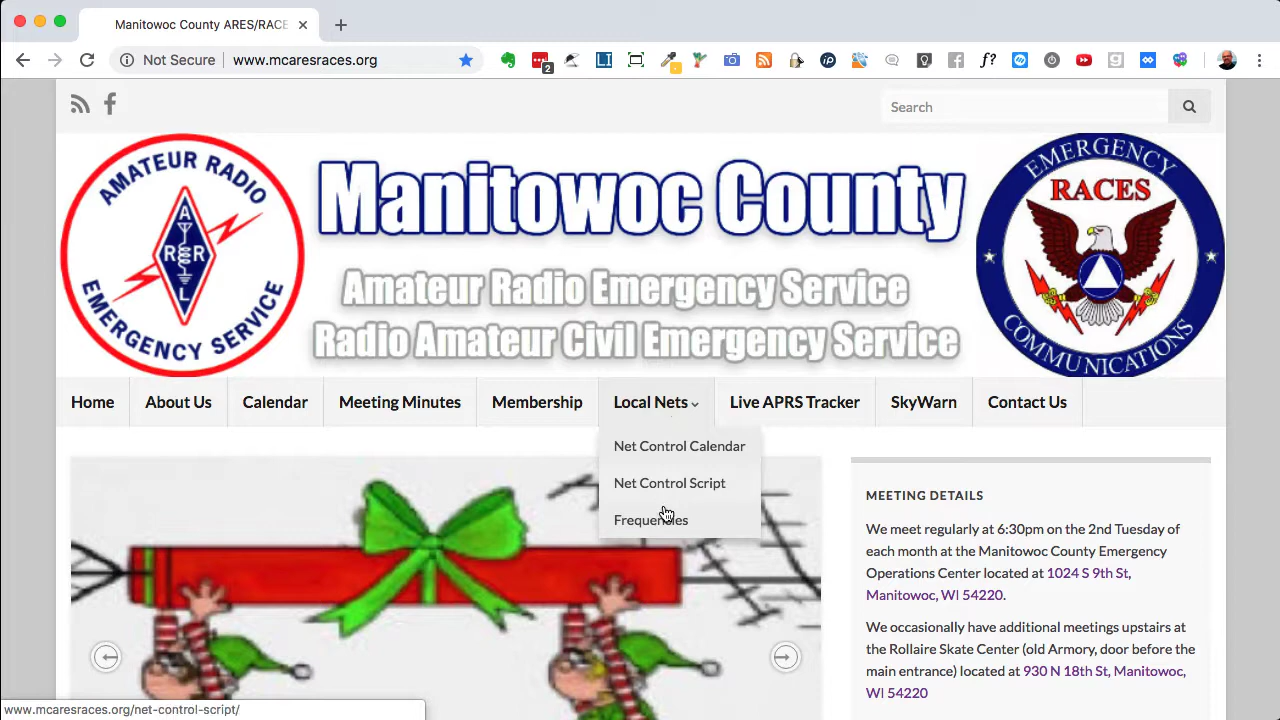 Manitowoc County ARES/RACE
Not Secure
www.mcaresraces.org
2
Search
AMATEUR RADIO
EMERGENCY SERVICE
A
R R
L
Manitowoc County
Amateur Radio Emergency Service
Radio Amateur Civil Emergency Service
EMERGENCY
RACES
COMMUNICATIONS
Home
About Us
Calendar
Meeting Minutes
Membership
Local Nets
Live APRS Tracker
SkyWarn
Contact Us
Net Control Calendar
Net Control Script
Frequencies
MEETING DETAILS
We meet regularly at 6:30pm on the 2nd Tuesday of
each month at the Manitowoc County Emergency
Operations Center located at 1024 S 9th St,
Manitowoc, WI 54220.
We occasionally have additional meetings upstairs at
the Rollaire Skate Center (old Armory, door before the
main entrance) located at 930 N 18th St, Manitowoc,
WI 54220
www.mcaresraces.org/net-control-script/